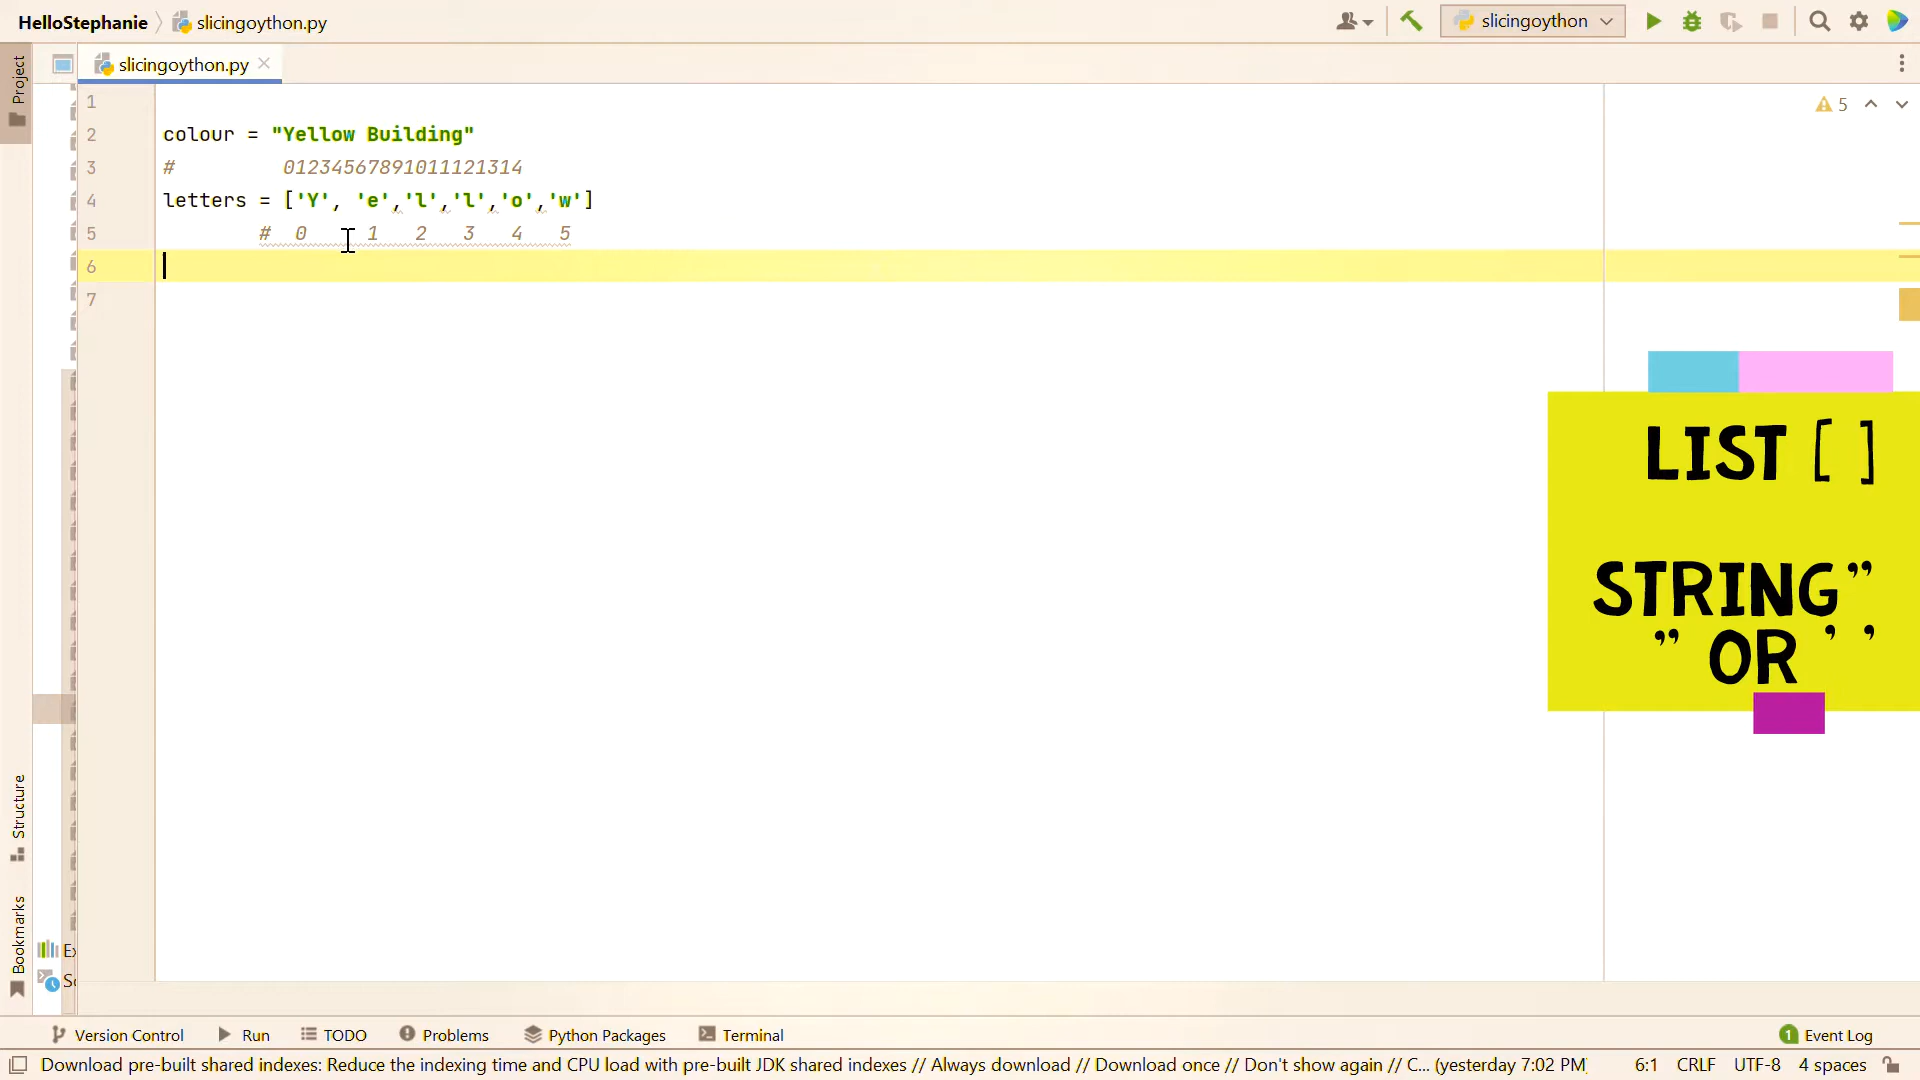 HelloStephanie slicingoython.py
slicingoython
Project
slicingoython.py
1
5
2 colour = "Yellow Building"
3 # 01234567891011121314
4 letters = ['Y', 'e','l','l','o','w']
5 # 0 1 2 3 4 5
6
7
LIST [ ]
STRING”
” OR ’ ’
Structure
Bookmarks
Ex
Sc
Version Control Run TODO Problems Python Packages Terminal 1 Event Log
Download pre-built shared indexes: Reduce the indexing time and CPU load with pre-built JDK shared indexes // Always download // Download once // Don't show again // C... (yesterday 7:02 PM) 6:1 CRLF UTF-8 4 spaces